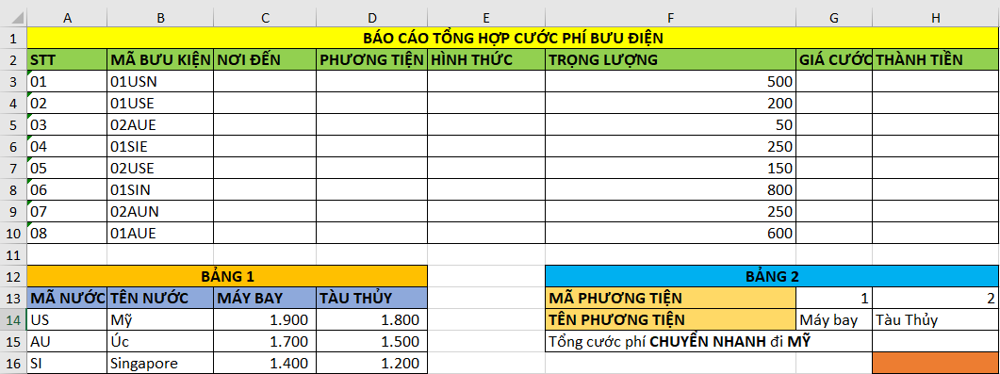 A B C D E F G H
1 BÁO CÁO TỔNG HỢP CƯỚC PHÍ BƯU ĐIỆN
2 STT MÃ BƯU KIỆN NƠI ĐẾN PHƯƠNG TIỆN HÌNH THỨC TRỌNG LƯỢNG GIÁ CƯỚC THÀNH TIỀN
3 01 01USN 500
4 02 01USE 200
5 03 02AUE 50
6 04 01SIE 250
7 05 02USE 150
8 06 01SIN 800
9 07 02AUN 250
10 08 01AUE 600
11
12 BẢNG 1 BẢNG 2
13 MÃ NƯỚC TÊN NƯỚC MÁY BAY TÀU THỦY MÃ PHƯƠNG TIỆN 1 2
14 US Mỹ 1.900 1.800 TÊN PHƯƠNG TIỆN Máy bay Tàu Thủy
15 AU Úc 1.700 1.500 Tổng cước phí CHUYỂN NHANH đi MỸ
16 SI Singapore 1.400 1.200